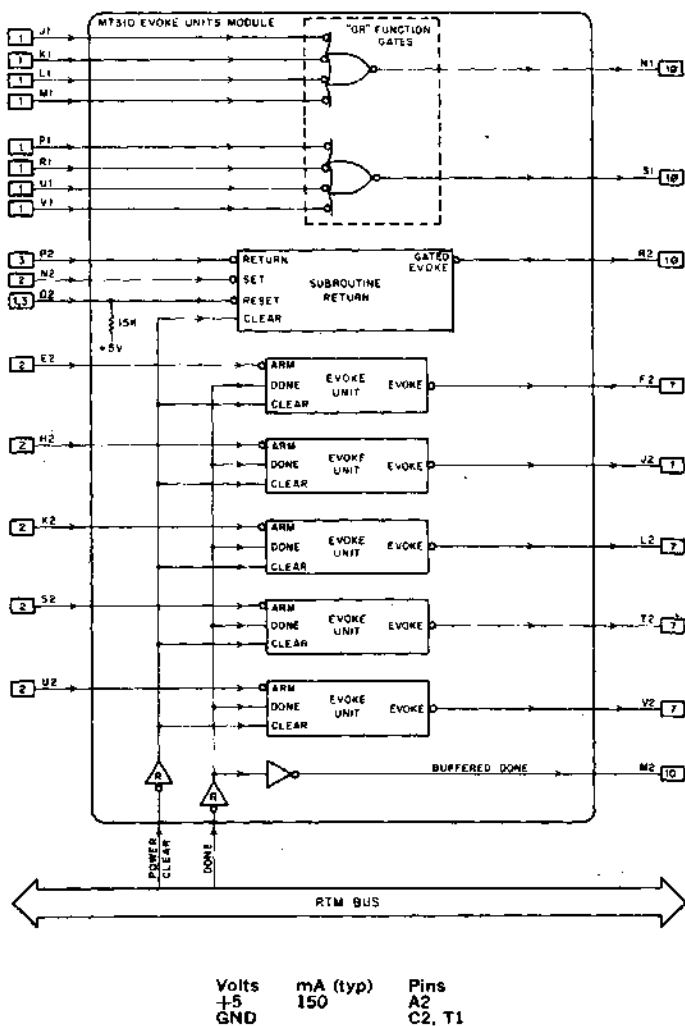 M7310 EVOKE UNITS MODULE
"OR" FUNCTION
GATES
1 J1
1 K1
1 L1
1 M1
N1 10
1 P1
1 R1
1 U1
1 V1
S1 10
3 P2
2 N2
1,3 D2
15K
+5V
RETURN
SET
RESET
CLEAR
SUBROUTINE
RETURN
GATED
EVOKE
R2 10
2 E2
ARM
DONE
CLEAR
EVOKE
UNIT
EVOKE
F2 7
2 H2
ARM
DONE
CLEAR
EVOKE
UNIT
EVOKE
J2 7
2 K2
ARM
DONE
CLEAR
EVOKE
UNIT
EVOKE
L2 7
2 S2
ARM
DONE
CLEAR
EVOKE
UNIT
EVOKE
T2 7
2 U2
ARM
DONE
CLEAR
EVOKE
UNIT
EVOKE
V2 7
R
R
BUFFERED DONE
M2 10
POWER
CLEAR
DONE
RTM BUS
Volts mA (typ) Pins
+5 150 A2
GND C2, T1